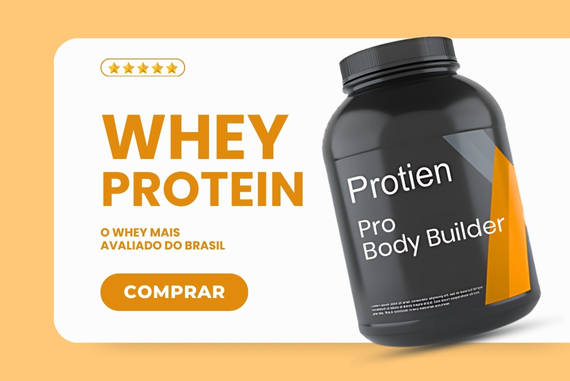 WHEY
PROTEIN
O WHEY MAIS
AVALIADO DO BRASIL
COMPRAR
Protien
Pro
Body Builder